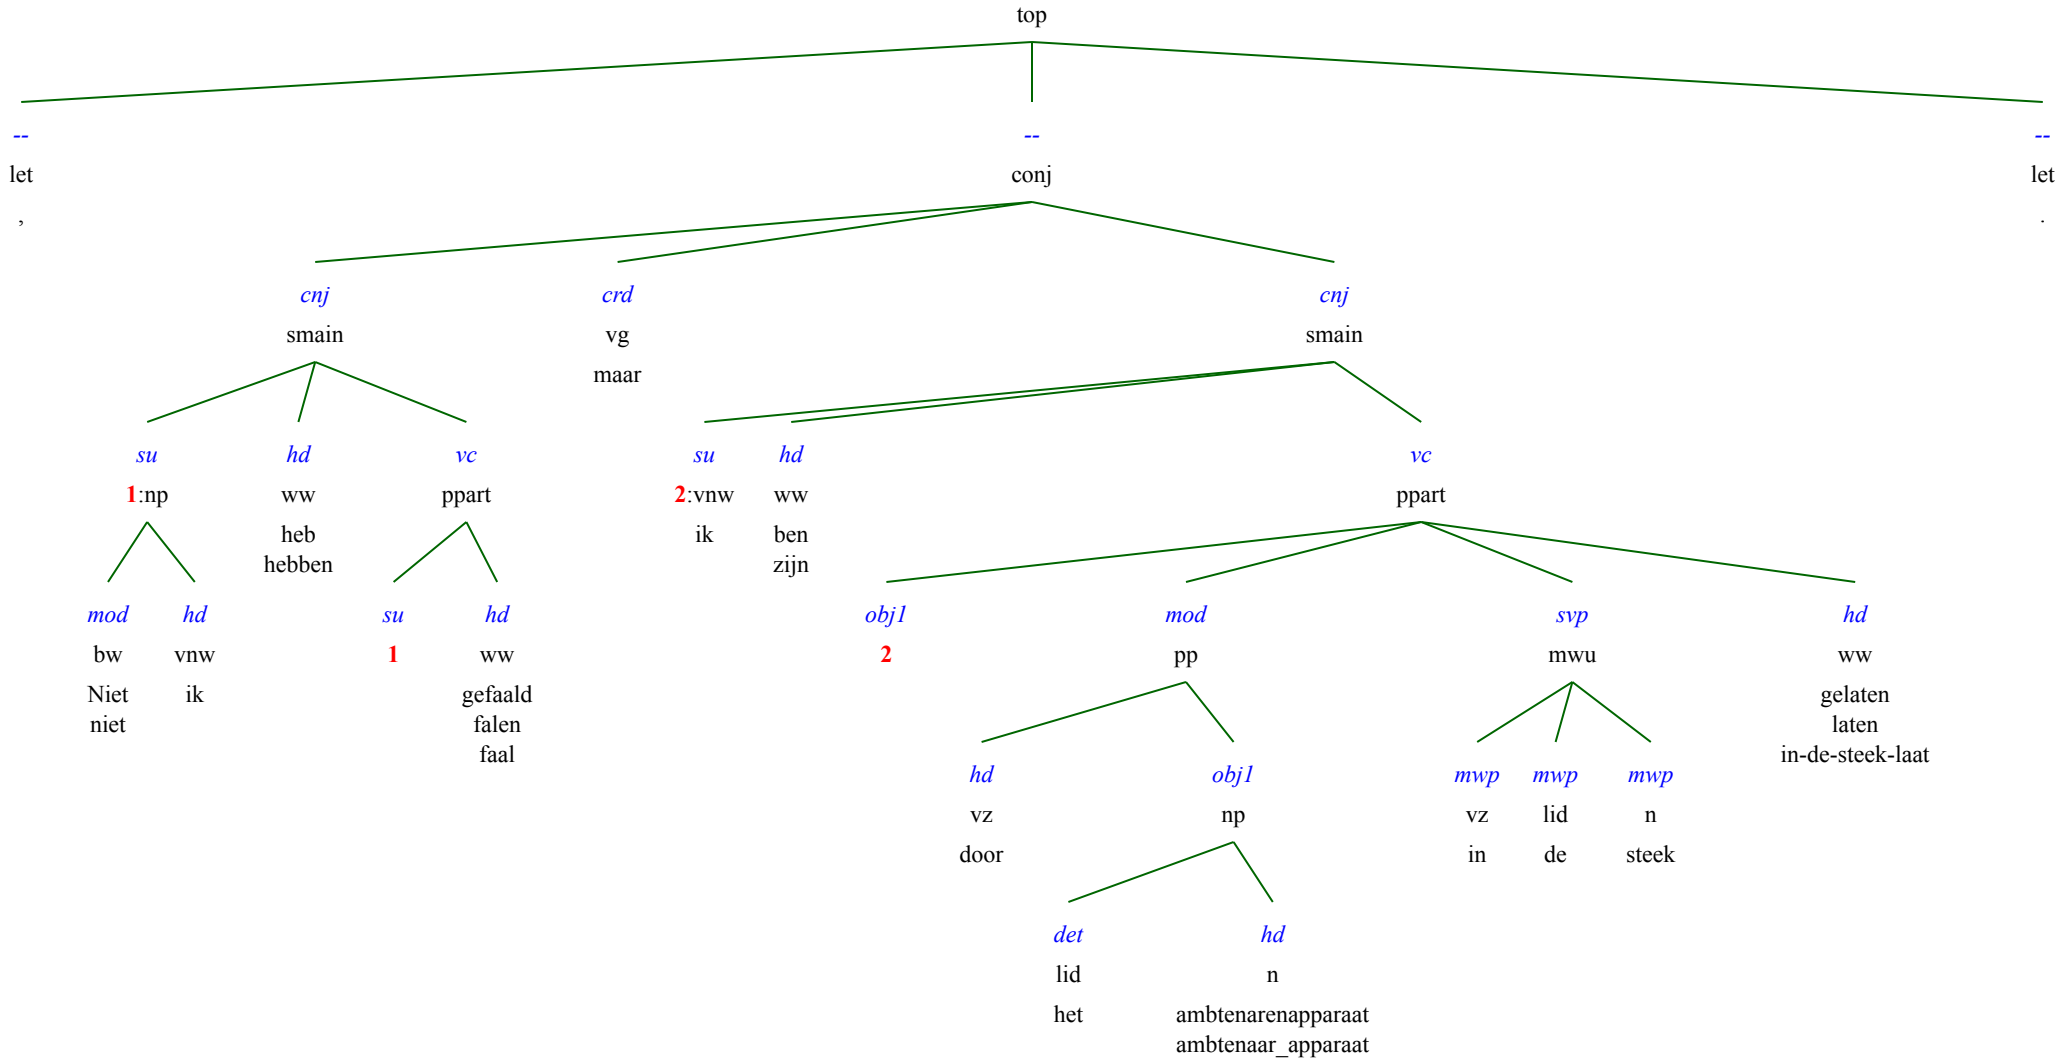 top
-- -- --
let conj let
, .
cnj crd cnj
smain vg smain
maar
su hd vc su hd vc
1:np ww ppart 2:vnw ww ppart
heb ik ben
hebben zijn
mod hd su hd obj1 mod svp hd
bw vnw 1 ww 2 pp mwu ww
Niet ik gefaald gelaten
niet falen laten
faal in-de-steek-laat
hd obj1 mwp mwp mwp
vz np vz lid n
door in de steek
det hd
lid n
het ambtenarenapparaat
ambtenaar_apparaat